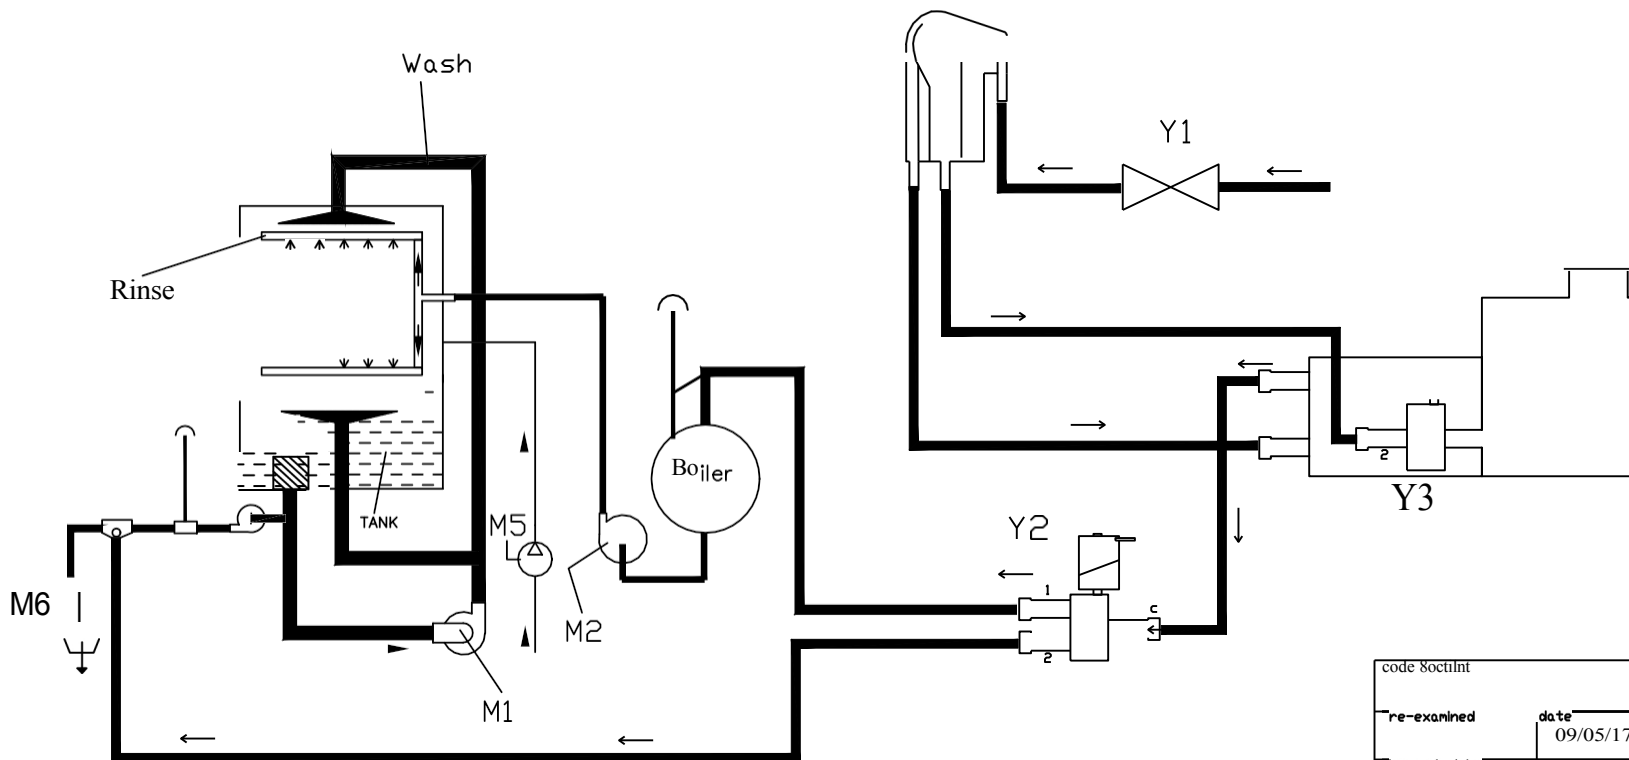 Wash
Y1
Rinse
Boiler
2
Y3
TANK
M5
Y2
M6
M2
1
c
2
M1
code 8octilnt
re-examined
date
09/05/17